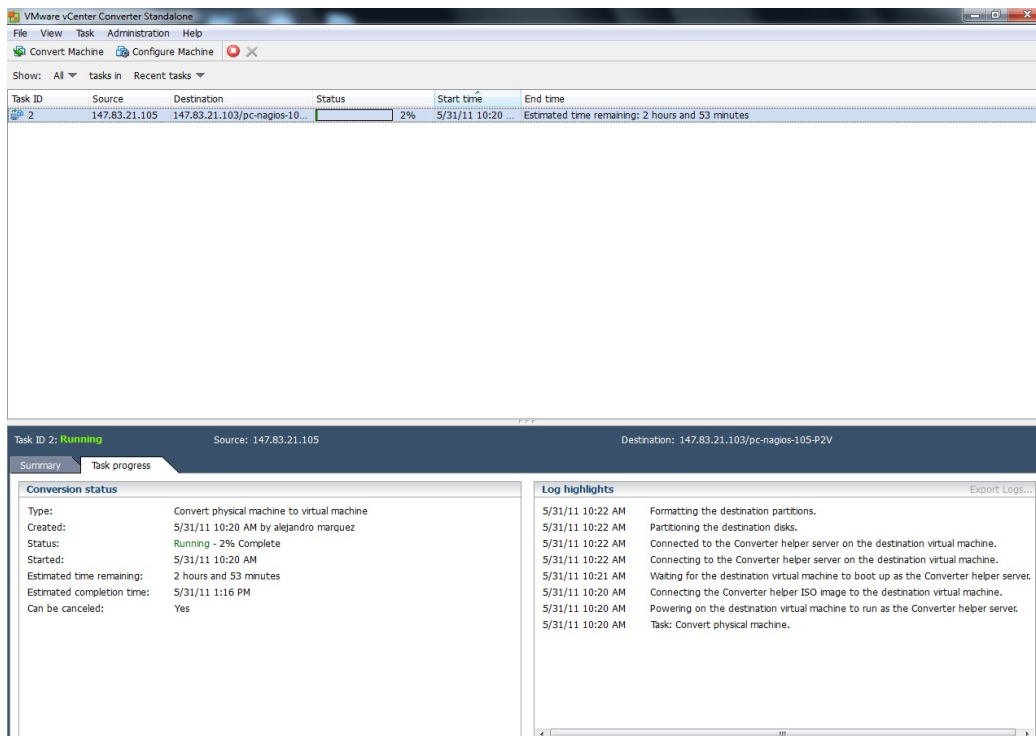 VMware vCenter Converter Standalone
File View Task Administration Help
Convert Machine Configure Machine
Show: All tasks in Recent tasks
Task ID Source Destination Status Start time End time
2 147.83.21.105 147.83.21.103/pc-nagios-10... 2% 5/31/11 10:20 ... Estimated time remaining: 2 hours and 53 minutes
Task ID 2: Running Source: 147.83.21.105 Destination: 147.83.21.103/pc-nagios-105-P2V
Summary Task progress
Conversion status
Type: Convert physical machine to virtual machine
Created: 5/31/11 10:20 AM by alejandro marquez
Status: Running - 2% Complete
Started: 5/31/11 10:20 AM
Estimated time remaining: 2 hours and 53 minutes
Estimated completion time: 5/31/11 1:16 PM
Can be canceled: Yes
Log highlights Export Logs...
5/31/11 10:22 AM Formatting the destination partitions.
5/31/11 10:22 AM Partitioning the destination disks.
5/31/11 10:22 AM Connected to the Converter helper server on the destination virtual machine.
5/31/11 10:22 AM Connecting to the Converter helper server on the destination virtual machine.
5/31/11 10:21 AM Waiting for the destination virtual machine to boot up as the Converter helper server.
5/31/11 10:20 AM Connecting the Converter helper ISO image to the destination virtual machine.
5/31/11 10:20 AM Powering on the destination virtual machine to run as the Converter helper server.
5/31/11 10:20 AM Task: Convert physical machine.